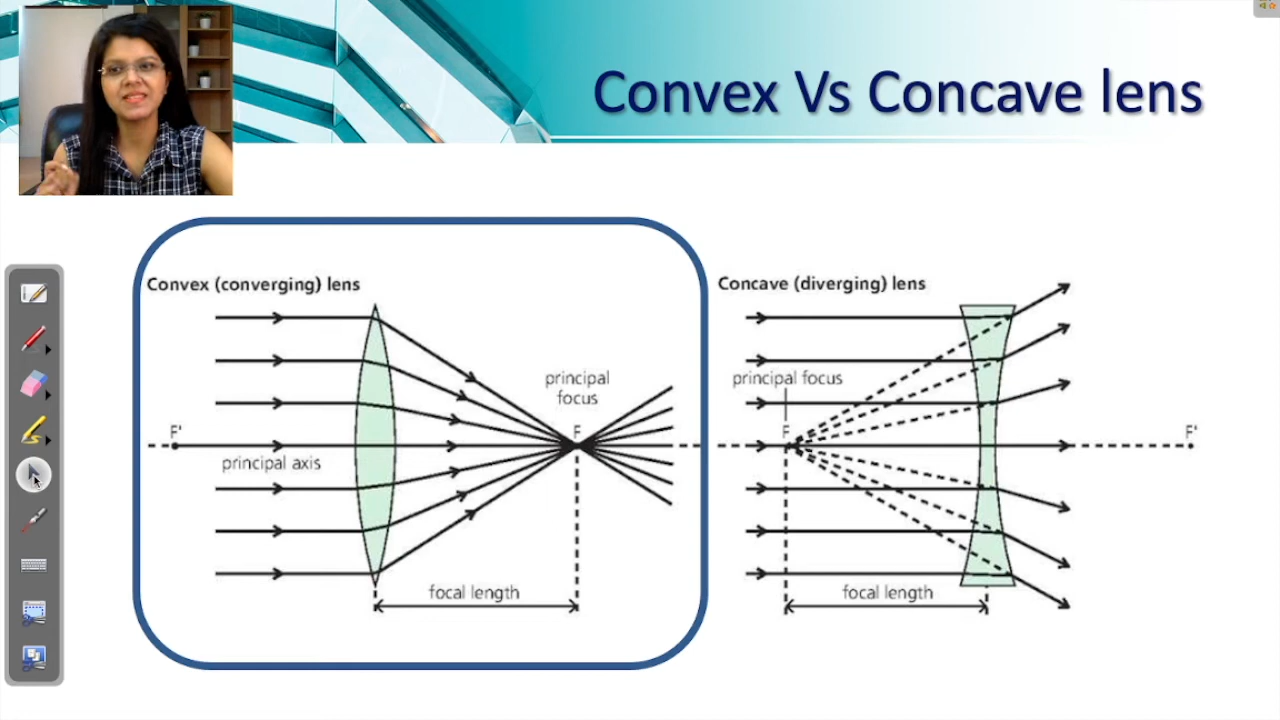 Convex Vs Concave lens
Convex (converging) lens
principal
focus
F'
F
principal axis
focal length
Concave (diverging) lens
principal focus
F
F'
focal length